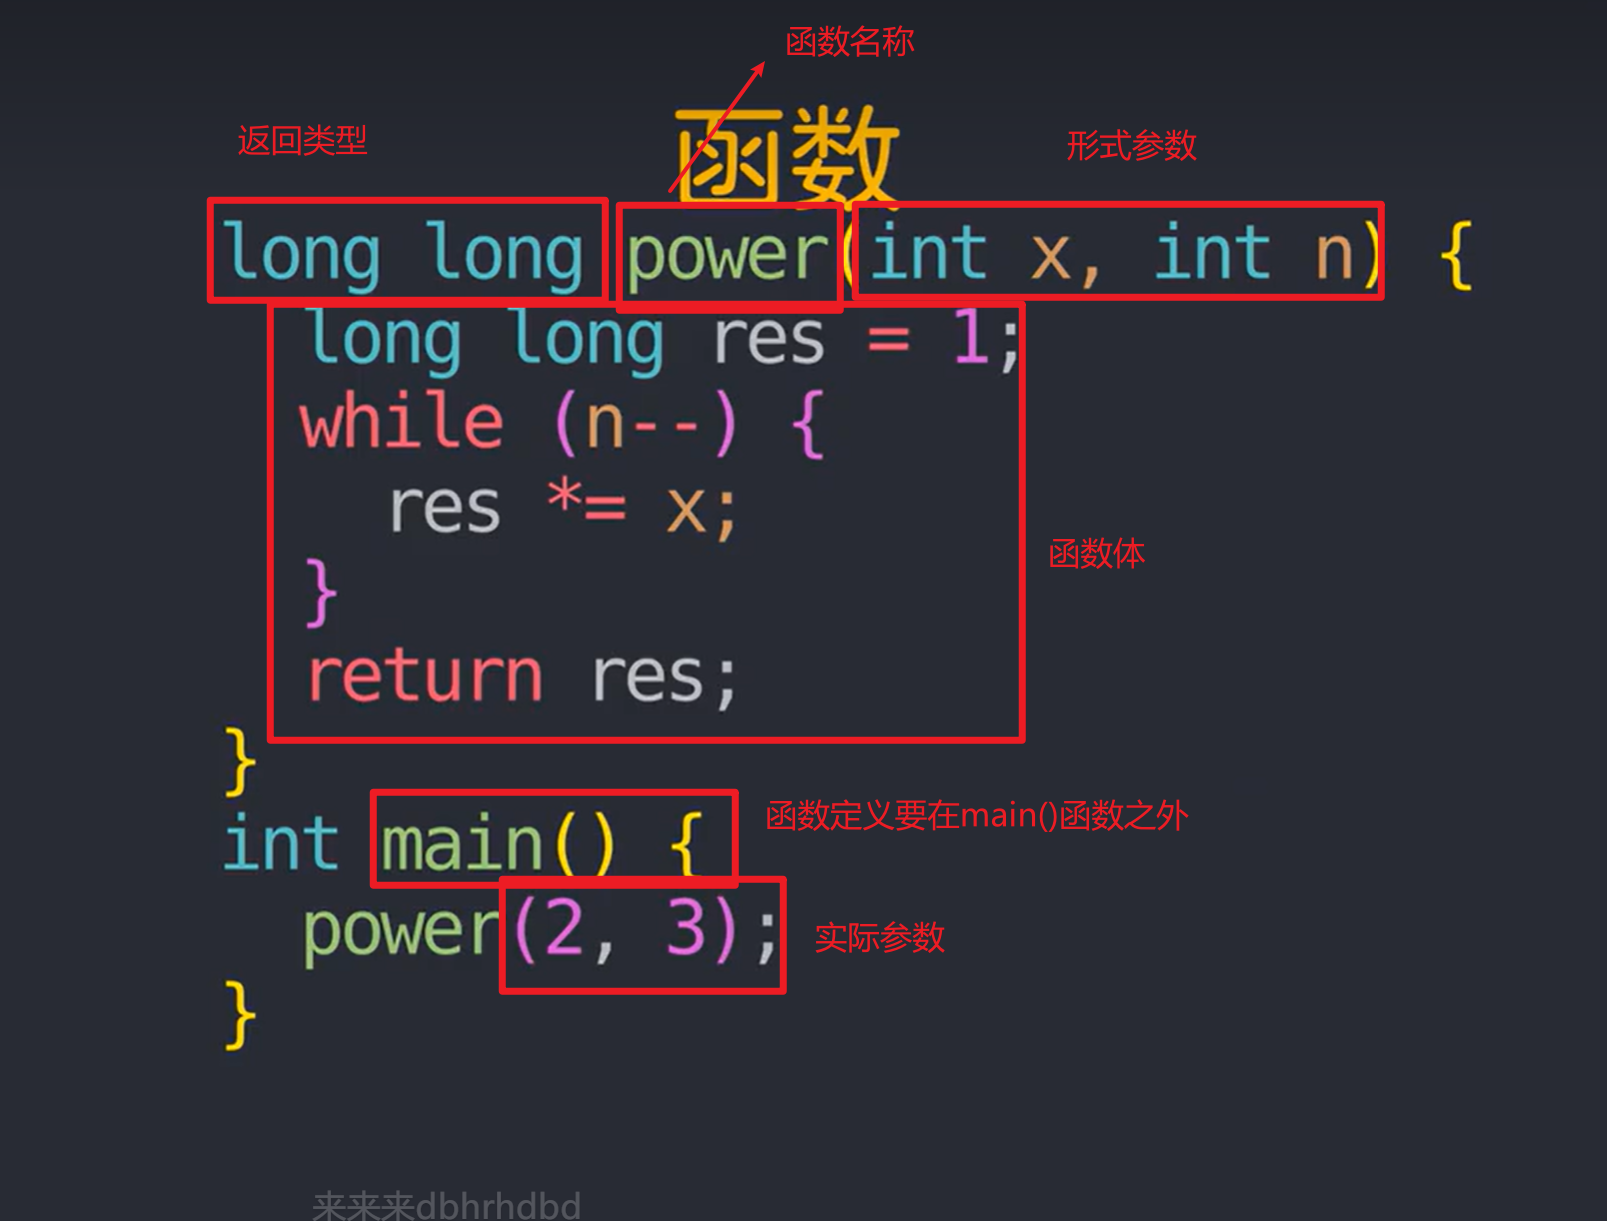 函数名称
函数
返回类型
形式参数
long long power(int x, int n) {
long long res = 1;
while (n--) {
res *= x;
}
return res;
函数体
}
int main() {
函数定义要在main()函数之外
power(2, 3);
实际参数
}
来来来dbhrhdbd